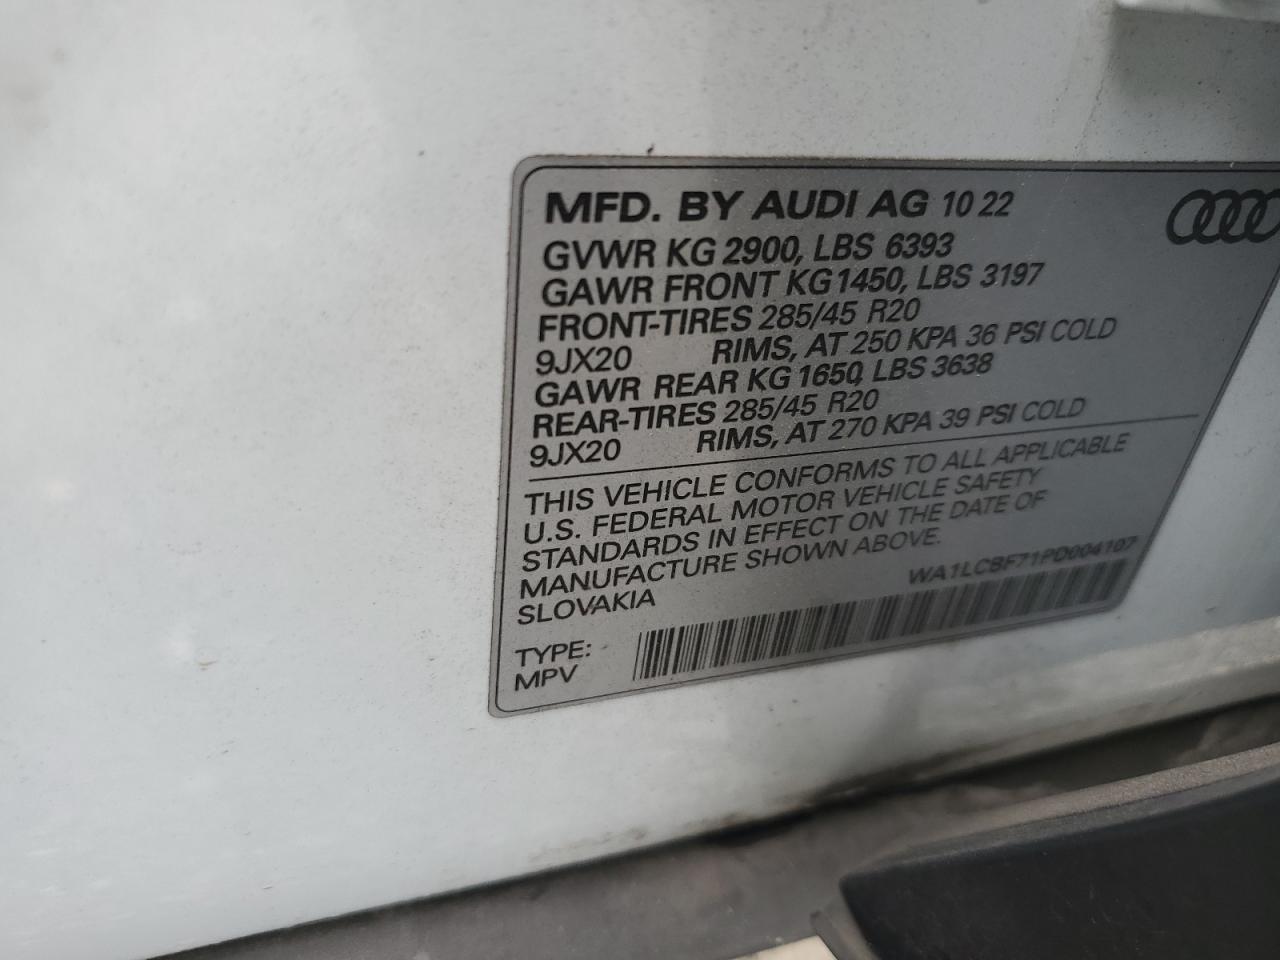 MFD. BY AUDI AG 10 22
GVWR KG 2900, LBS 6393
GAWR FRONT KG 1450, LBS 3197
FRONT-TIRES 285/45 R20
9JX20 RIMS, AT 250 KPA 36 PSI COLD
GAWR REAR KG 1650, LBS 3638
REAR-TIRES 285/45 R20
9JX20 RIMS, AT 270 KPA 39 PSI COLD
THIS VEHICLE CONFORMS TO ALL APPLICABLE
U.S. FEDERAL MOTOR VEHICLE SAFETY
STANDARDS IN EFFECT ON THE DATE OF
MANUFACTURE SHOWN ABOVE.
SLOVAKIA
WA1LCBF71PD004107
TYPE:
MPV